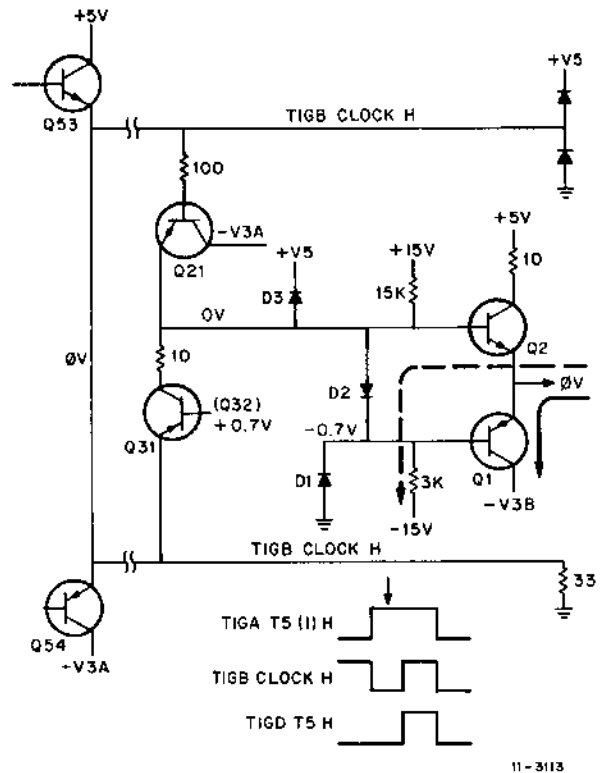 +5V
Q53
TIGB CLOCK H
+V5
100
-V3A
Q21
+V5
D3
+15V
15K
+5V
10
Q2
0V
ØV
10
(Q32)
+0.7V
Q31
D2
-0.7V
ØV
D1
3K
-15V
Q1
-V3B
TIGB CLOCK H
33
Q54
-V3A
TIGA T5 (1) H
TIGB CLOCK H
TIGD T5 H
11-3113